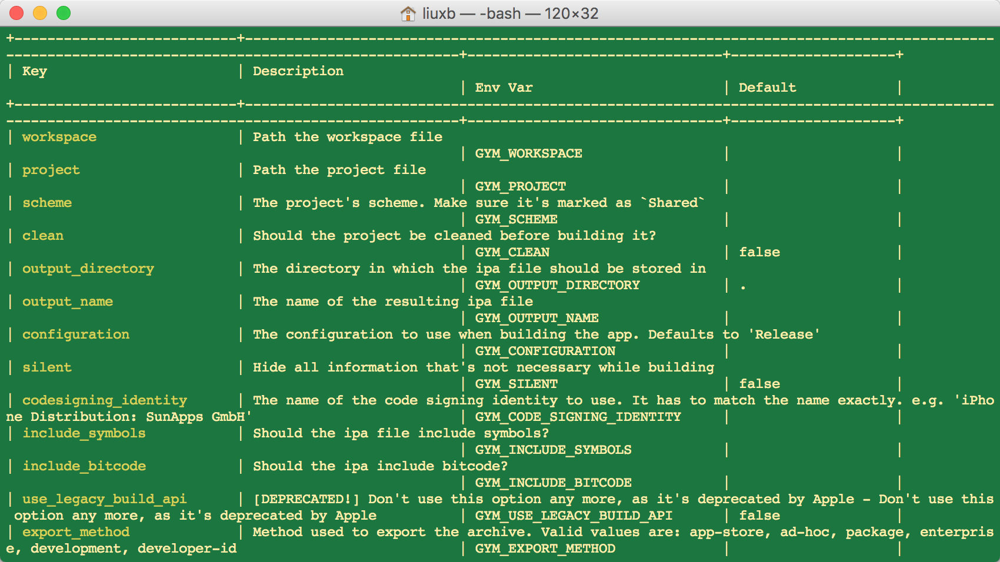 liuxb — -bash — 120×32
+---------------------------+-------------------------------------------------------------------------------------------
-------------------------------------------------------+-------------------------------+--------------------+
| Key                       | Description
                                                       | Env Var                       | Default            |
+---------------------------+-------------------------------------------------------------------------------------------
-------------------------------------------------------+-------------------------------+--------------------+
| workspace                 | Path the workspace file
                                                       | GYM_WORKSPACE                 |                    |
| project                   | Path the project file
                                                       | GYM_PROJECT                   |                    |
| scheme                    | The project's scheme. Make sure it's marked as `Shared`
                                                       | GYM_SCHEME                    |                    |
| clean                     | Should the project be cleaned before building it?
                                                       | GYM_CLEAN                     | false              |
| output_directory          | The directory in which the ipa file should be stored in
                                                       | GYM_OUTPUT_DIRECTORY          | .                  |
| output_name               | The name of the resulting ipa file
                                                       | GYM_OUTPUT_NAME               |                    |
| configuration             | The configuration to use when building the app. Defaults to 'Release'
                                                       | GYM_CONFIGURATION             |                    |
| silent                    | Hide all information that's not necessary while building
                                                       | GYM_SILENT                    | false              |
| codesigning_identity      | The name of the code signing identity to use. It has to match the name exactly. e.g. 'iPho
ne Distribution: SunApps GmbH'                         | GYM_CODE_SIGNING_IDENTITY     |                    |
| include_symbols           | Should the ipa file include symbols?
                                                       | GYM_INCLUDE_SYMBOLS           |                    |
| include_bitcode           | Should the ipa include bitcode?
                                                       | GYM_INCLUDE_BITCODE           |                    |
| use_legacy_build_api      | [DEPRECATED!] Don't use this option any more, as it's deprecated by Apple - Don't use this
 option any more, as it's deprecated by Apple          | GYM_USE_LEGACY_BUILD_API      | false              |
| export_method             | Method used to export the archive. Valid values are: app-store, ad-hoc, package, enterpris
e, development, developer-id                           | GYM_EXPORT_METHOD             |                    |